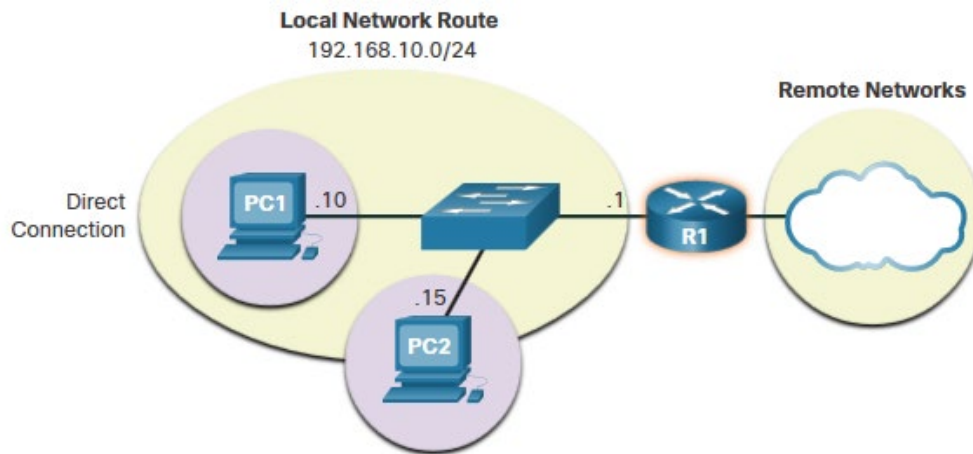 Local Network Route
192.168.10.0/24
Remote Networks
Direct
Connection
PC1
.10
.1
R1
.15
PC2